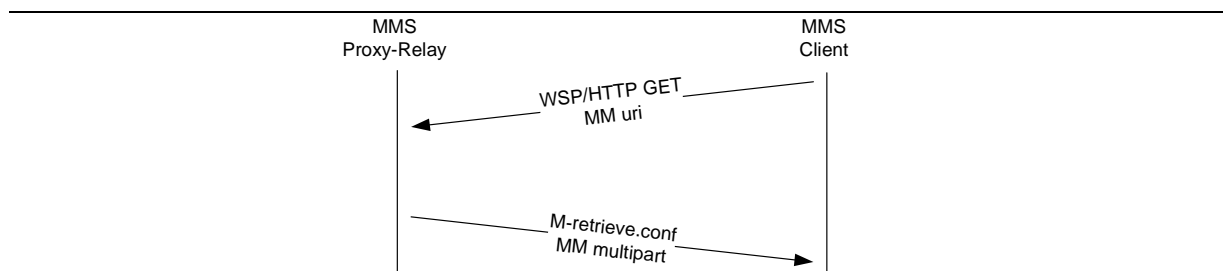 MMS
Proxy-Relay
MMS
Client
WSP/HTTP GET
MM uri
M-retrieve.conf
MM multipart